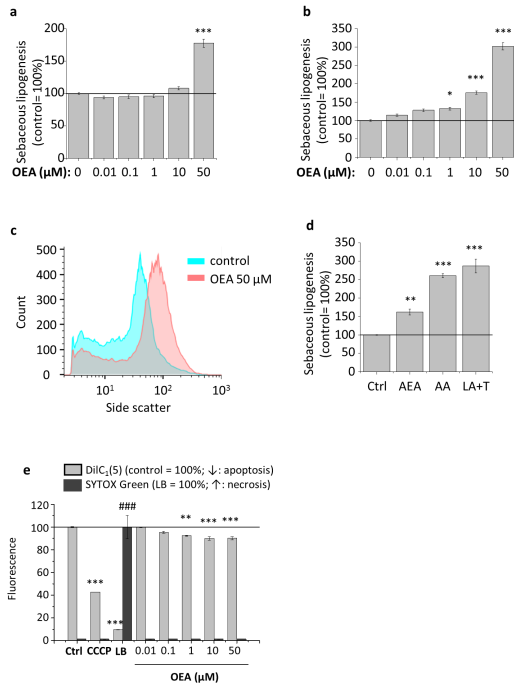 a
Sebaceous lipogenesis
(control= 100%)
200
150
100
50
0
***
OEA (μM): 0 0.01 0.1 1 10 50
b
Sebaceous lipogenesis
(control= 100%)
350
300
250
200
150
100
50
0
* *** ***
OEA (μM): 0 0.01 0.1 1 10 50
c
Count
500
400
300
200
100
0
control
OEA 50 μM
10¹ 10² 10³
Side scatter
d
Sebaceous lipogenesis
(control= 100%)
350
300
250
200
150
100
50
0
** *** ***
Ctrl AEA AA LA+T
e
DilC₁(5) (control = 100%; ↓: apoptosis)
SYTOX Green (LB = 100%; ↑: necrosis)
Fluorescence
120
100
80
60
40
20
0
*** *** ### ** *** ***
Ctrl CCCP LB 0.01 0.1 1 10 50
OEA (μM)